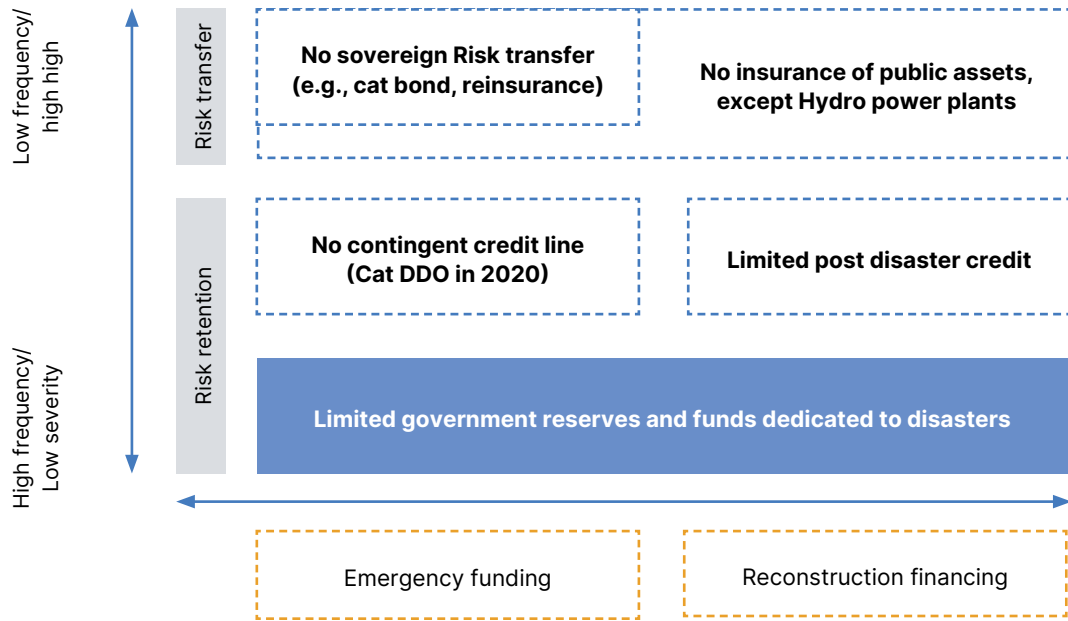 Low frequency/
high high
Risk transfer
No sovereign Risk transfer
(e.g., cat bond, reinsurance)
No insurance of public assets,
except Hydro power plants
High frequency/
Low severity
Risk retention
No contingent credit line
(Cat DDO in 2020)
Limited post disaster credit
Limited government reserves and funds dedicated to disasters
Emergency funding
Reconstruction financing